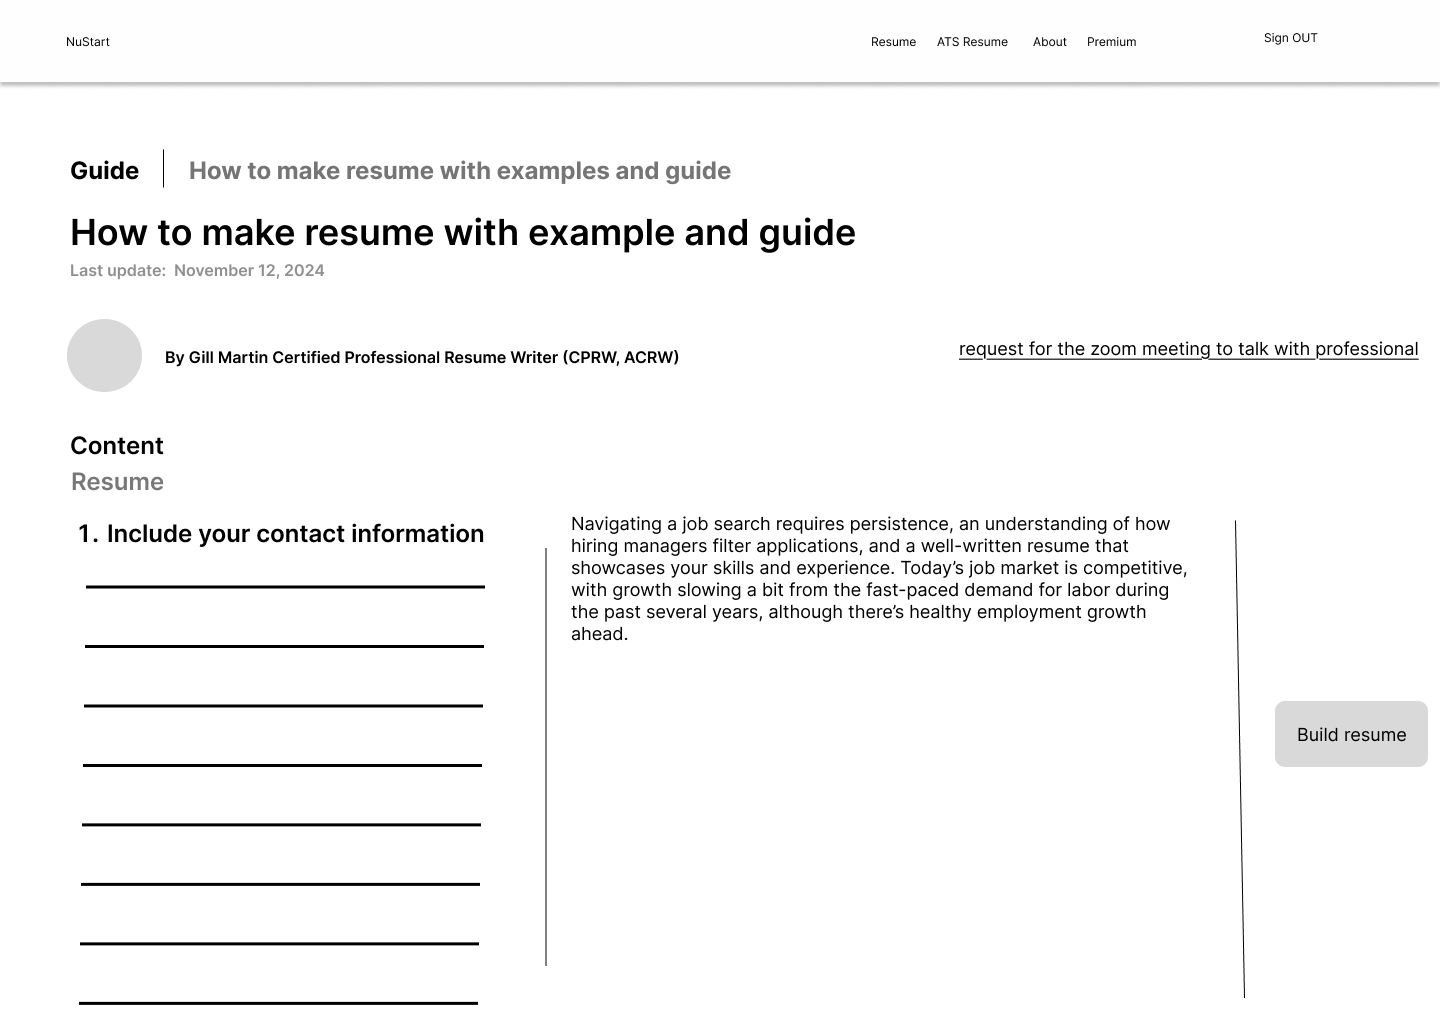 NuStart
Resume ATS Resume About Premium
Sign OUT
Guide
How to make resume with examples and guide
How to make resume with example and guide
Last update: November 12, 2024
By Gill Martin Certified Professional Resume Writer (CPRW, ACRW)
request for the zoom meeting to talk with professional
Content
Resume
1. Include your contact information
Navigating a job search requires persistence, an understanding of how
hiring managers filter applications, and a well-written resume that
showcases your skills and experience. Today’s job market is competitive,
with growth slowing a bit from the fast-paced demand for labor during
the past several years, although there’s healthy employment growth
ahead.
Build resume